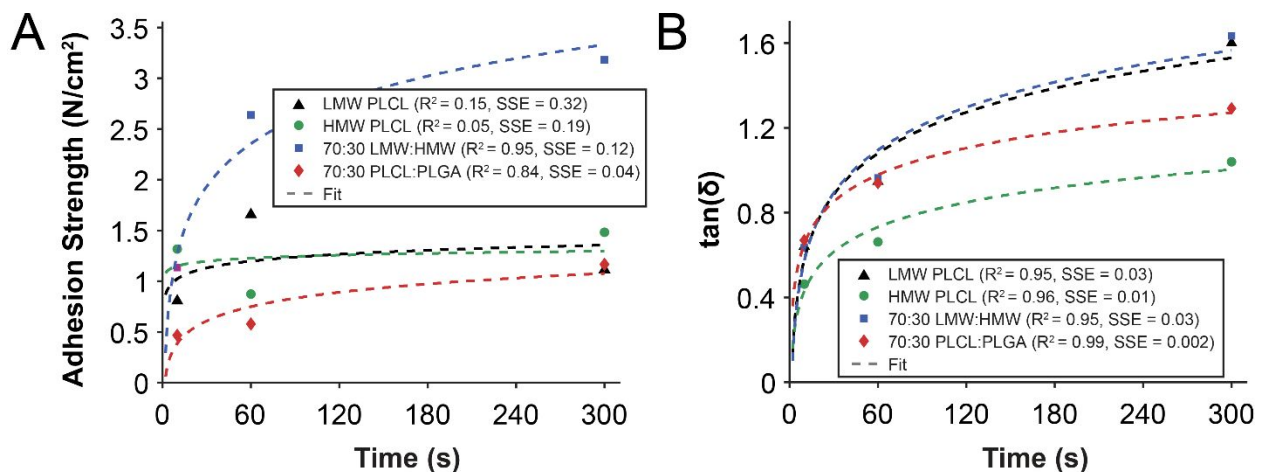 A
Adhesion Strength (N/cm²)
3.5
3
2.5
2
1.5
1
0.5
0
LMW PLCL (R² = 0.15, SSE = 0.32)
HMW PLCL (R² = 0.05, SSE = 0.19)
70:30 LMW:HMW (R² = 0.95, SSE = 0.12)
70:30 PLCL:PLGA (R² = 0.84, SSE = 0.04)
Fit
0 60 120 180 240 300
Time (s)
B
tan(δ)
1.6
1.2
0.8
0.4
0
LMW PLCL (R² = 0.95, SSE = 0.03)
HMW PLCL (R² = 0.96, SSE = 0.01)
70:30 LMW:HMW (R² = 0.95, SSE = 0.03)
70:30 PLCL:PLGA (R² = 0.99, SSE = 0.002)
Fit
0 60 120 180 240 300
Time (s)